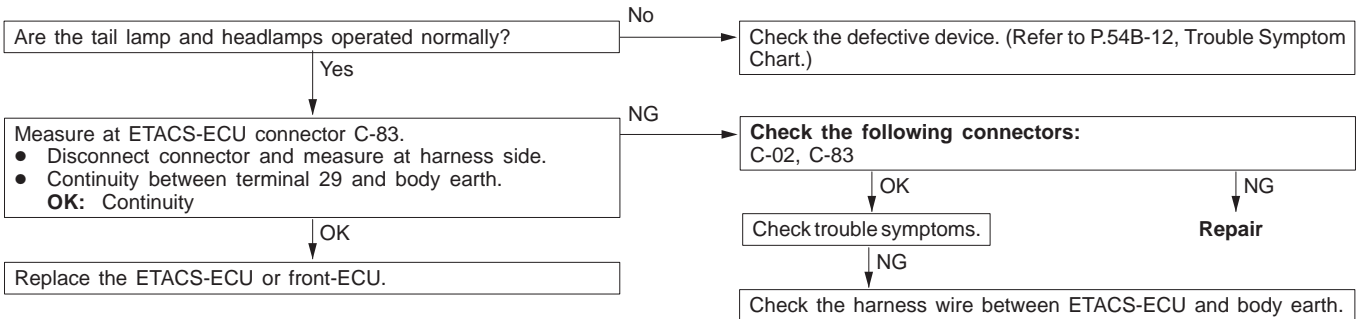 Are the tail lamp and headlamps operated normally?
No
Check the defective device. (Refer to P.54B-12, Trouble Symptom
Chart.)
Yes
Measure at ETACS-ECU connector C-83.
● Disconnect connector and measure at harness side.
● Continuity between terminal 29 and body earth.
OK: Continuity
NG
Check the following connectors:
C-02, C-83
OK
NG
Check trouble symptoms.
Repair
OK
NG
Replace the ETACS-ECU or front-ECU.
Check the harness wire between ETACS-ECU and body earth.